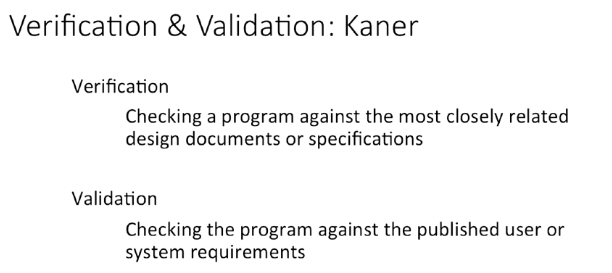 Verification & Validation: Kaner
Verification
Checking a program against the most closely related
design documents or specifications
Validation
Checking the program against the published user or
system requirements